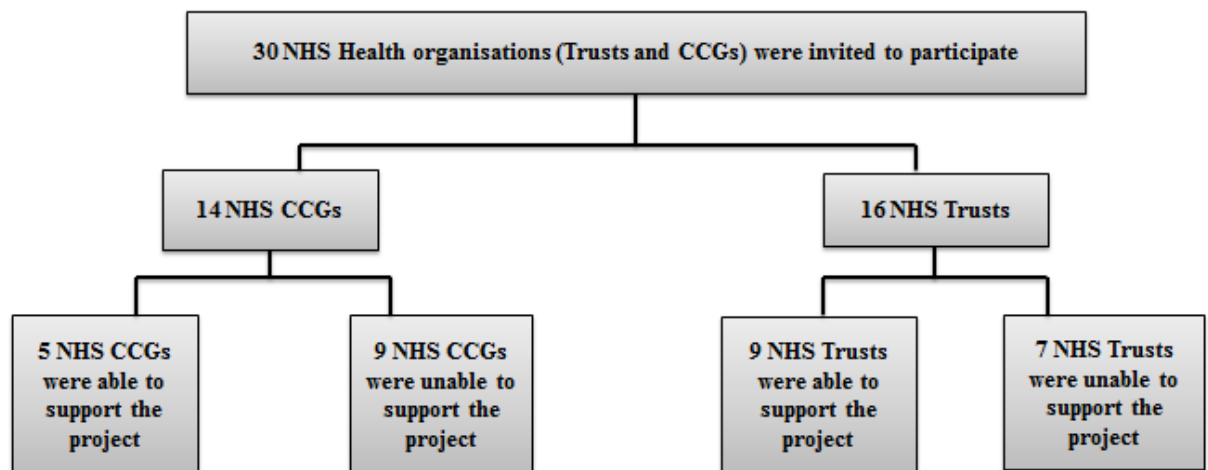 30 NHS Health organisations (Trusts and CCGs) were invited to participate
14 NHS CCGs
16 NHS Trusts
5 NHS CCGs
were able to
support the
project
9 NHS CCGs
were unable to
support the
project
9 NHS Trusts
were able to
support the
project
7 NHS Trusts
were unable to
support the
project